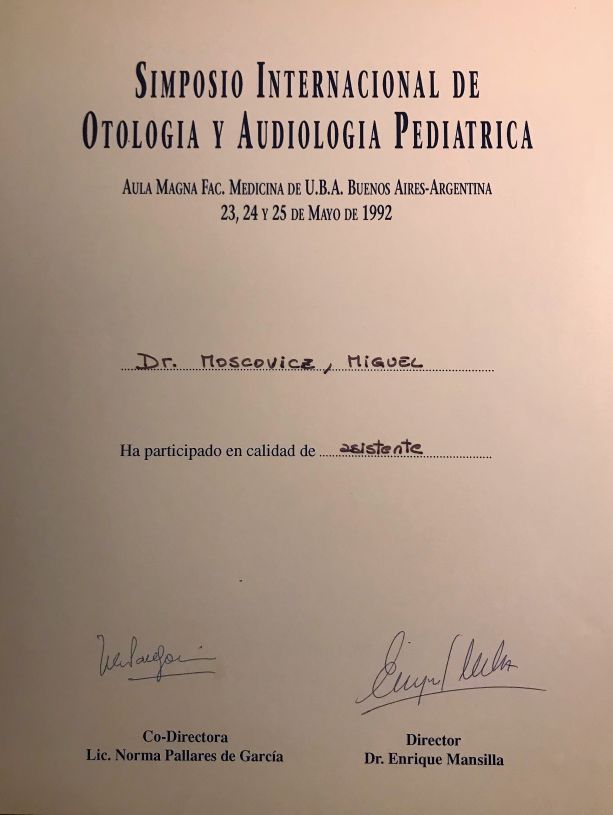 SIMPOSIO INTERNACIONAL DE
OTOLOGIA Y AUDIOLOGIA PEDIATRICA
AULA MAGNA FAC. MEDICINA DE U.B.A. BUENOS AIRES-ARGENTINA
23, 24 Y 25 DE MAYO DE 1992
Dr. MOSCOVICZ, MIGUEL
Ha participado en calidad de asistente
Co-Directora
Lic. Norma Pallares de García
Director
Dr. Enrique Mansilla